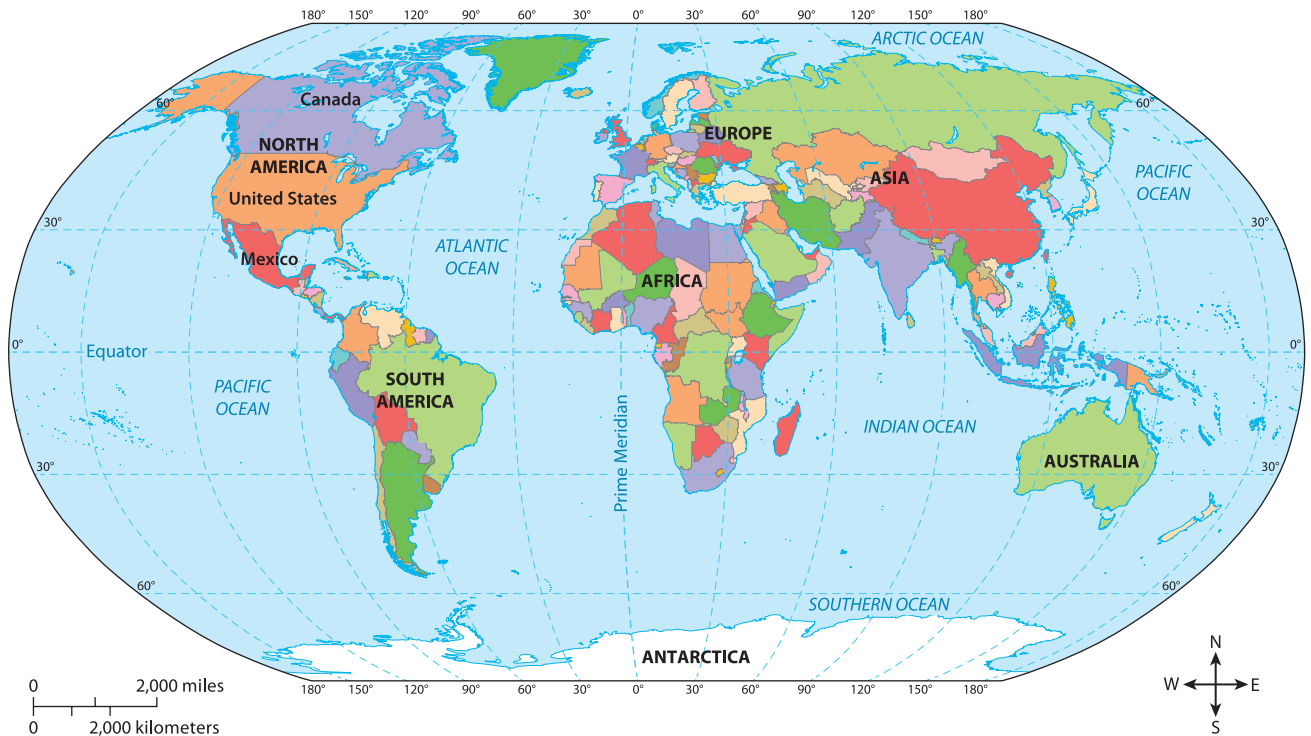 180° 150° 120° 90° 60° 30° 0° 30° 60° 90° 120° 150° 180°
ARCTIC OCEAN
60°
Canada
60°
EUROPE
NORTH
AMERICA
ASIA
PACIFIC
OCEAN
United States
30°
30°
ATLANTIC
OCEAN
Mexico
AFRICA
0°
Equator
0°
SOUTH
AMERICA
PACIFIC
OCEAN
Prime Meridian
INDIAN OCEAN
AUSTRALIA
30°
30°
60°
60°
SOUTHERN OCEAN
ANTARCTICA
180° 150° 120° 90° 60° 30° 0° 30° 60° 90° 120° 150° 180°
0 2,000 miles
0 2,000 kilometers
N
W E
S